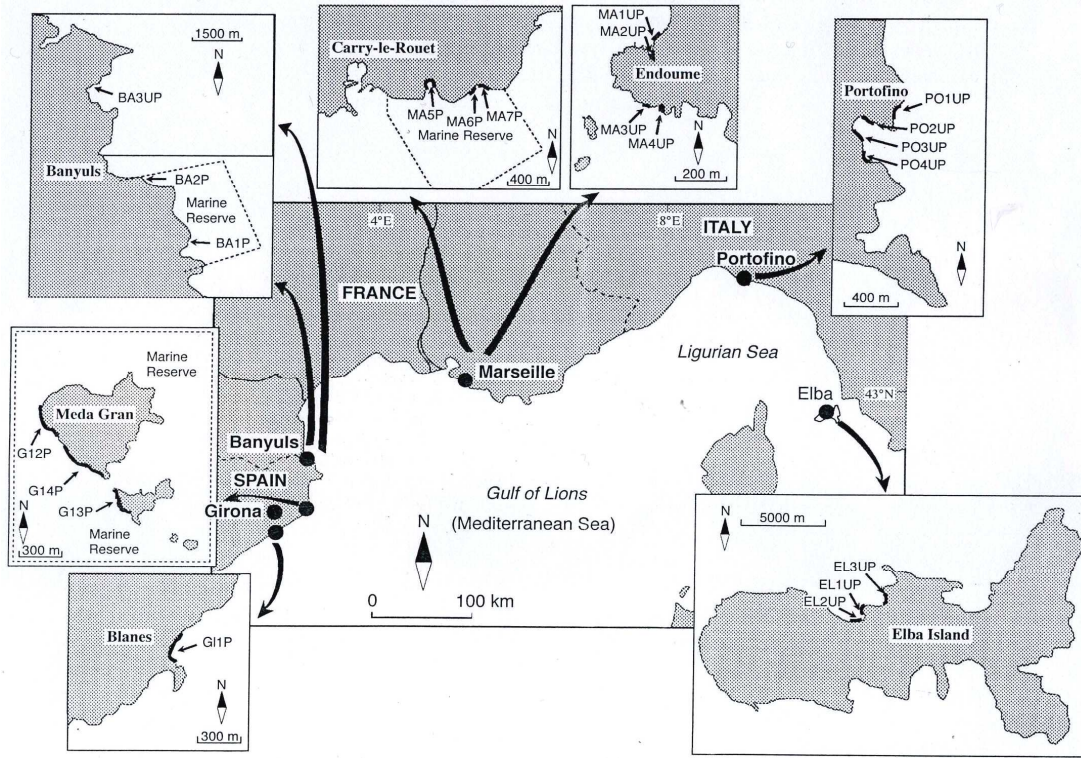 1500 m
N
BA3UP
Banyuls
BA2P
Marine
Reserve
BA1P
Carry-le-Rouet
MA5P
MA6P
MA7P
Marine Reserve
N
400 m
MA1UP
MA2UP
Endoume
MA3UP
MA4UP
N
200 m
Portofino
PO1UP
PO2UP
PO3UP
PO4UP
N
400 m
4°E
8°E
ITALY
Portofino
FRANCE
Ligurian Sea
Marseille
Elba
43°N
Banyuls
SPAIN
Girona
Gulf of Lions
(Mediterranean Sea)
N
0 100 km
Marine
Reserve
Meda Gran
G12P
G14P
G13P
N
Marine
Reserve
300 m
Blanes
GI1P
N
300 m
N
5000 m
EL3UP
EL1UP
EL2UP
Elba Island